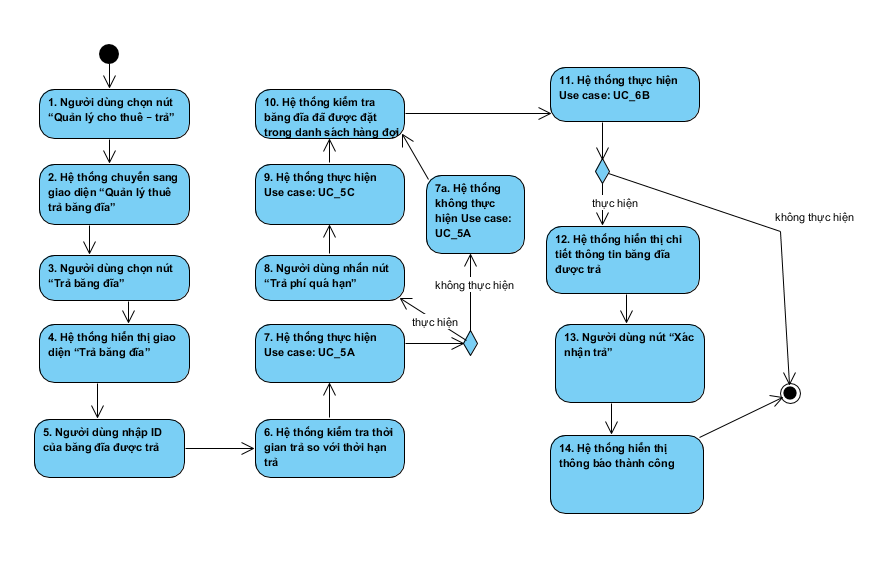 1. Người dùng chọn nút
“Quản lý cho thuê – trả”
2. Hệ thống chuyển sang
giao diện “Quản lý thuê
trả băng đĩa”
3. Người dùng chọn nút
“Trả băng đĩa”
4. Hệ thống hiển thị giao
diện “Trả băng đĩa”
5. Người dùng nhập ID
của băng đĩa được trả
6. Hệ thống kiểm tra thời
gian trả so với thời hạn
trả
7. Hệ thống thực hiện
Use case: UC_5A
thực hiện
không thực hiện
7a. Hệ thống
không thực
hiện Use case:
UC_5A
8. Người dùng nhấn nút
“Trả phí quá hạn”
9. Hệ thống thực hiện
Use case: UC_5C
10. Hệ thống kiểm tra
băng đĩa đã được đặt
trong danh sách hàng đợi
11. Hệ thống thực hiện
Use case: UC_6B
thực hiện
không thực hiện
12. Hệ thống hiển thị chi
tiết thông tin băng đĩa
được trả
13. Người dùng nút “Xác
nhận trả”
14. Hệ thống hiển thị
thông báo thành công